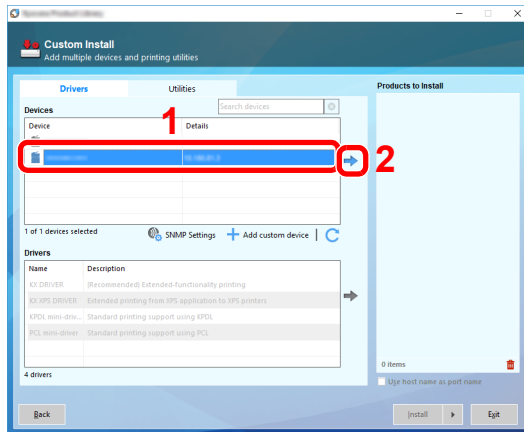 Custom Install
Add multiple devices and printing utilities
Drivers
Utilities
Products to Install
Devices
Search devices
1
Device
Details
2
1 of 1 devices selected
SNMP Settings
Add custom device
Drivers
Name
Description
KX DRIVER
(Recommended) Extended-functionality printing
KX XPS DRIVER
Extended printing from XPS application to XPS printers
KPDL mini-driv...
Standard printing support using KPDL
PCL mini-driver
Standard printing support using PCL
4 drivers
0 items
Use host name as port name
Back
Install
Exit